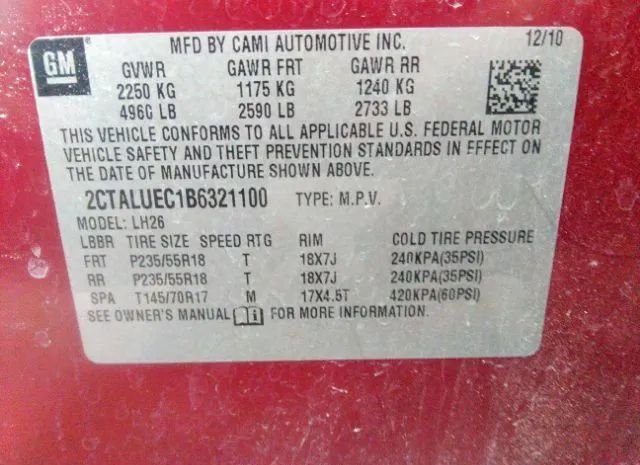 GM
MFD BY CAMI AUTOMOTIVE INC. 12/10
GVWR GAWR FRT GAWR RR
2250 KG 1175 KG 1240 KG
4960 LB 2590 LB 2733 LB
THIS VEHICLE CONFORMS TO ALL APPLICABLE U.S. FEDERAL MOTOR
VEHICLE SAFETY AND THEFT PREVENTION STANDARDS IN EFFECT ON
THE DATE OF MANUFACTURE SHOWN ABOVE.
2CTALUEC1B6321100 TYPE: M.P.V.
MODEL: LH26
LBBR TIRE SIZE SPEED RTG RIM COLD TIRE PRESSURE
FRT P235/55R18 T 18X7J 240KPA(35PSI)
RR P235/55R18 T 18X7J 240KPA(35PSI)
SPA T145/70R17 M 17X4.5T 420KPA(60PSI)
SEE OWNER'S MANUAL FOR MORE INFORMATION.